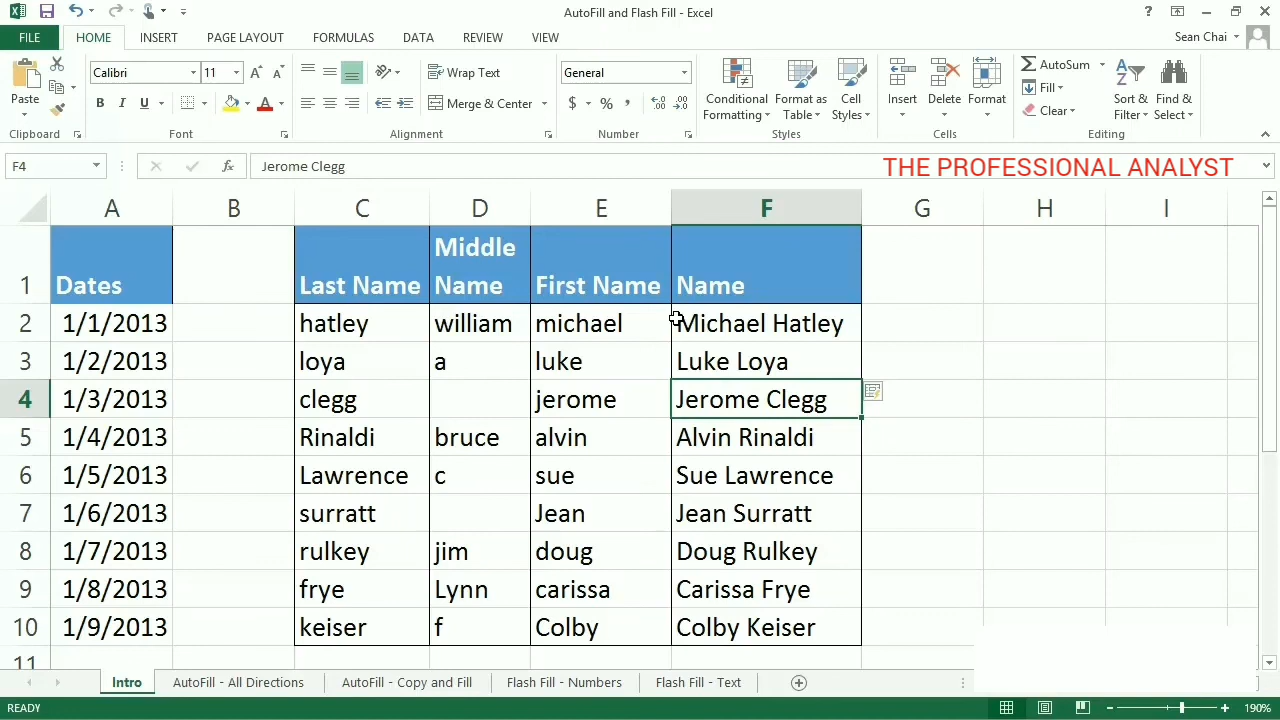 AutoFill and Flash Fill - Excel
?
FILE HOME INSERT PAGE LAYOUT FORMULAS DATA REVIEW VIEW Sean Chai
Calibri 11 Wrap Text General AutoSum
Fill
Paste B I U Merge & Center $ % , Conditional Formatting Format as Table Cell Styles Insert Delete Format Clear Sort & Filter Find & Select
Clipboard Font Alignment Number Styles Cells Editing
F4 fx Jerome Clegg THE PROFESSIONAL ANALYST
A B C D E F G H I
1 Dates Last Name Middle Name First Name Name
2 1/1/2013 hatley william michael Michael Hatley
3 1/2/2013 loya a luke Luke Loya
4 1/3/2013 clegg jerome Jerome Clegg
5 1/4/2013 Rinaldi bruce alvin Alvin Rinaldi
6 1/5/2013 Lawrence c sue Sue Lawrence
7 1/6/2013 surratt Jean Jean Surratt
8 1/7/2013 rulkey jim doug Doug Rulkey
9 1/8/2013 frye Lynn carissa Carissa Frye
10 1/9/2013 keiser f Colby Colby Keiser
11
Intro AutoFill - All Directions AutoFill - Copy and Fill Flash Fill - Numbers Flash Fill - Text
READY 190%